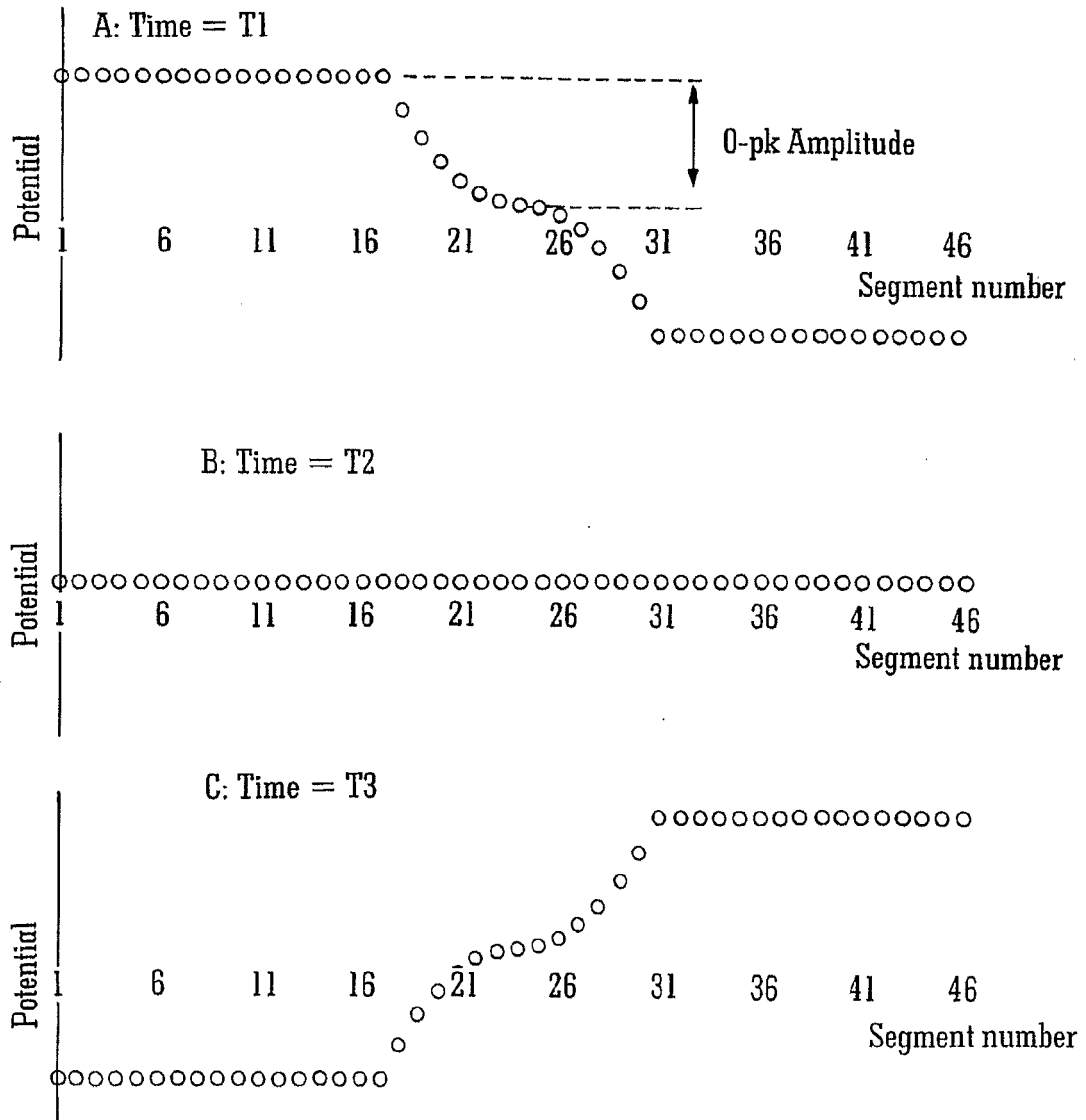 A: Time = T1
0-pk Amplitude
Potential
1 6 11 16 21 26 31 36 41 46
Segment number
B: Time = T2
Potential
1 6 11 16 21 26 31 36 41 46
Segment number
C: Time = T3
Potential
1 6 11 16 21 26 31 36 41 46
Segment number